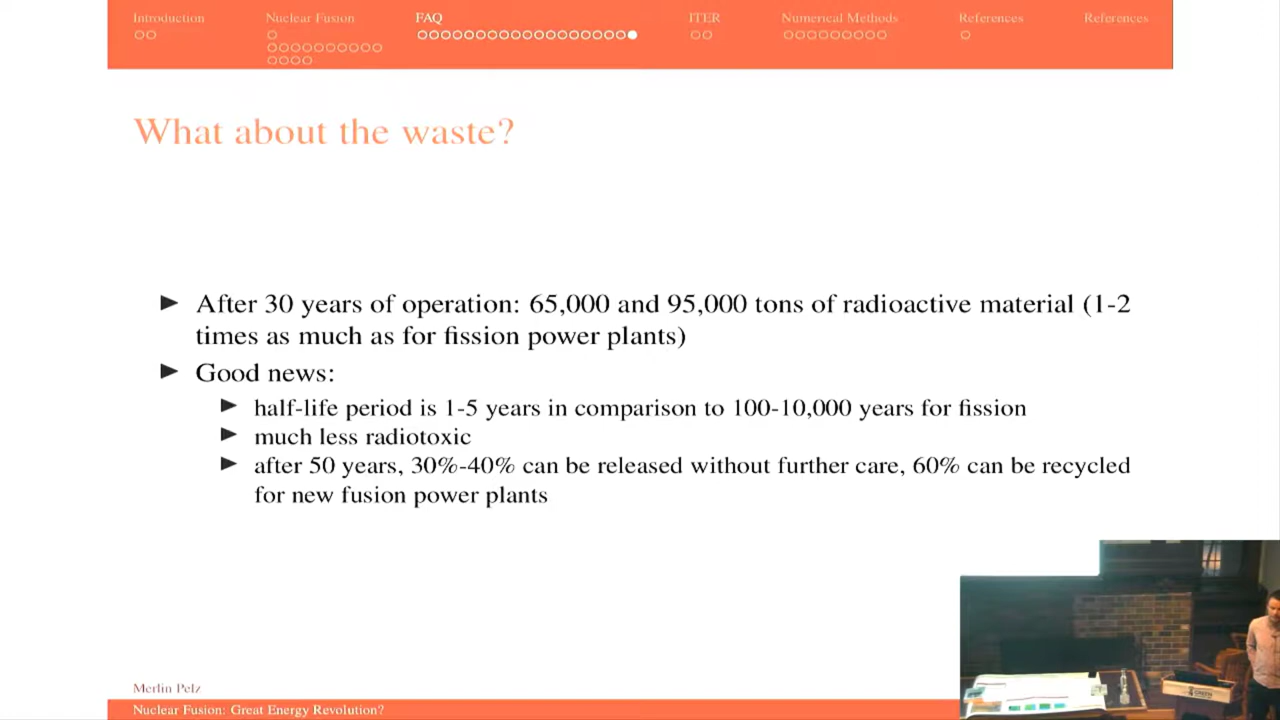 Introduction
Nuclear Fusion
FAQ
ITER
Numerical Methods
References
References
What about the waste?
After 30 years of operation: 65,000 and 95,000 tons of radioactive material (1-2
times as much as for fission power plants)
Good news:
half-life period is 1-5 years in comparison to 100-10,000 years for fission
much less radiotoxic
after 50 years, 30%-40% can be released without further care, 60% can be recycled
for new fusion power plants
Merlin Pelz
Nuclear Fusion: Great Energy Revolution?
GREEN